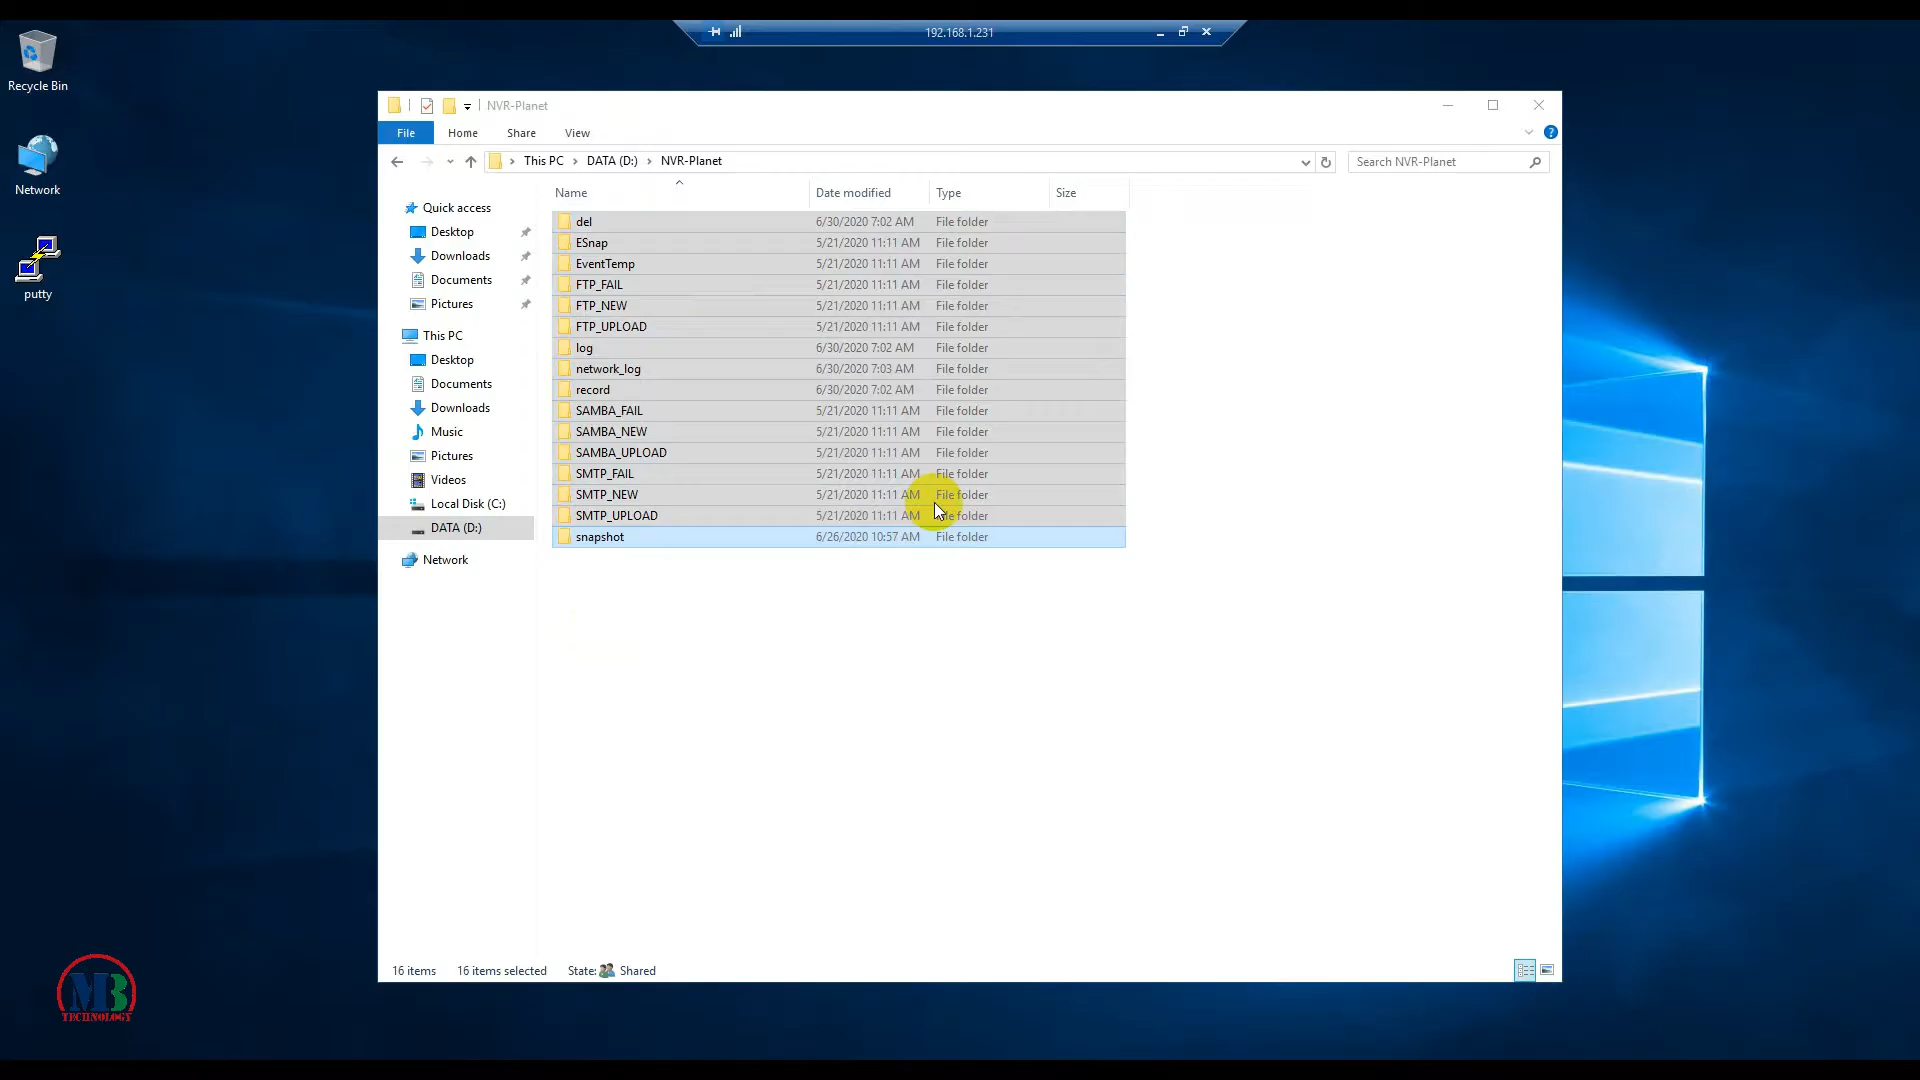 192.168.1.231
Recycle Bin
Network
putty
NVR-Planet
File Home Share View
This PC > DATA (D:) > NVR-Planet
Search NVR-Planet
Name Date modified Type Size
Quick access
Desktop
Downloads
Documents
Pictures
This PC
Desktop
Documents
Downloads
Music
Pictures
Videos
Local Disk (C:)
DATA (D:)
Network
del 6/30/2020 7:02 AM File folder
ESnap 5/21/2020 11:11 AM File folder
EventTemp 5/21/2020 11:11 AM File folder
FTP_FAIL 5/21/2020 11:11 AM File folder
FTP_NEW 5/21/2020 11:11 AM File folder
FTP_UPLOAD 5/21/2020 11:11 AM File folder
log 6/30/2020 7:02 AM File folder
network_log 6/30/2020 7:03 AM File folder
record 6/30/2020 7:02 AM File folder
SAMBA_FAIL 5/21/2020 11:11 AM File folder
SAMBA_NEW 5/21/2020 11:11 AM File folder
SAMBA_UPLOAD 5/21/2020 11:11 AM File folder
SMTP_FAIL 5/21/2020 11:11 AM File folder
SMTP_NEW 5/21/2020 11:11 AM File folder
SMTP_UPLOAD 5/21/2020 11:11 AM File folder
snapshot 6/26/2020 10:57 AM File folder
16 items 16 items selected State: Shared
MB
TECHNOLOGY